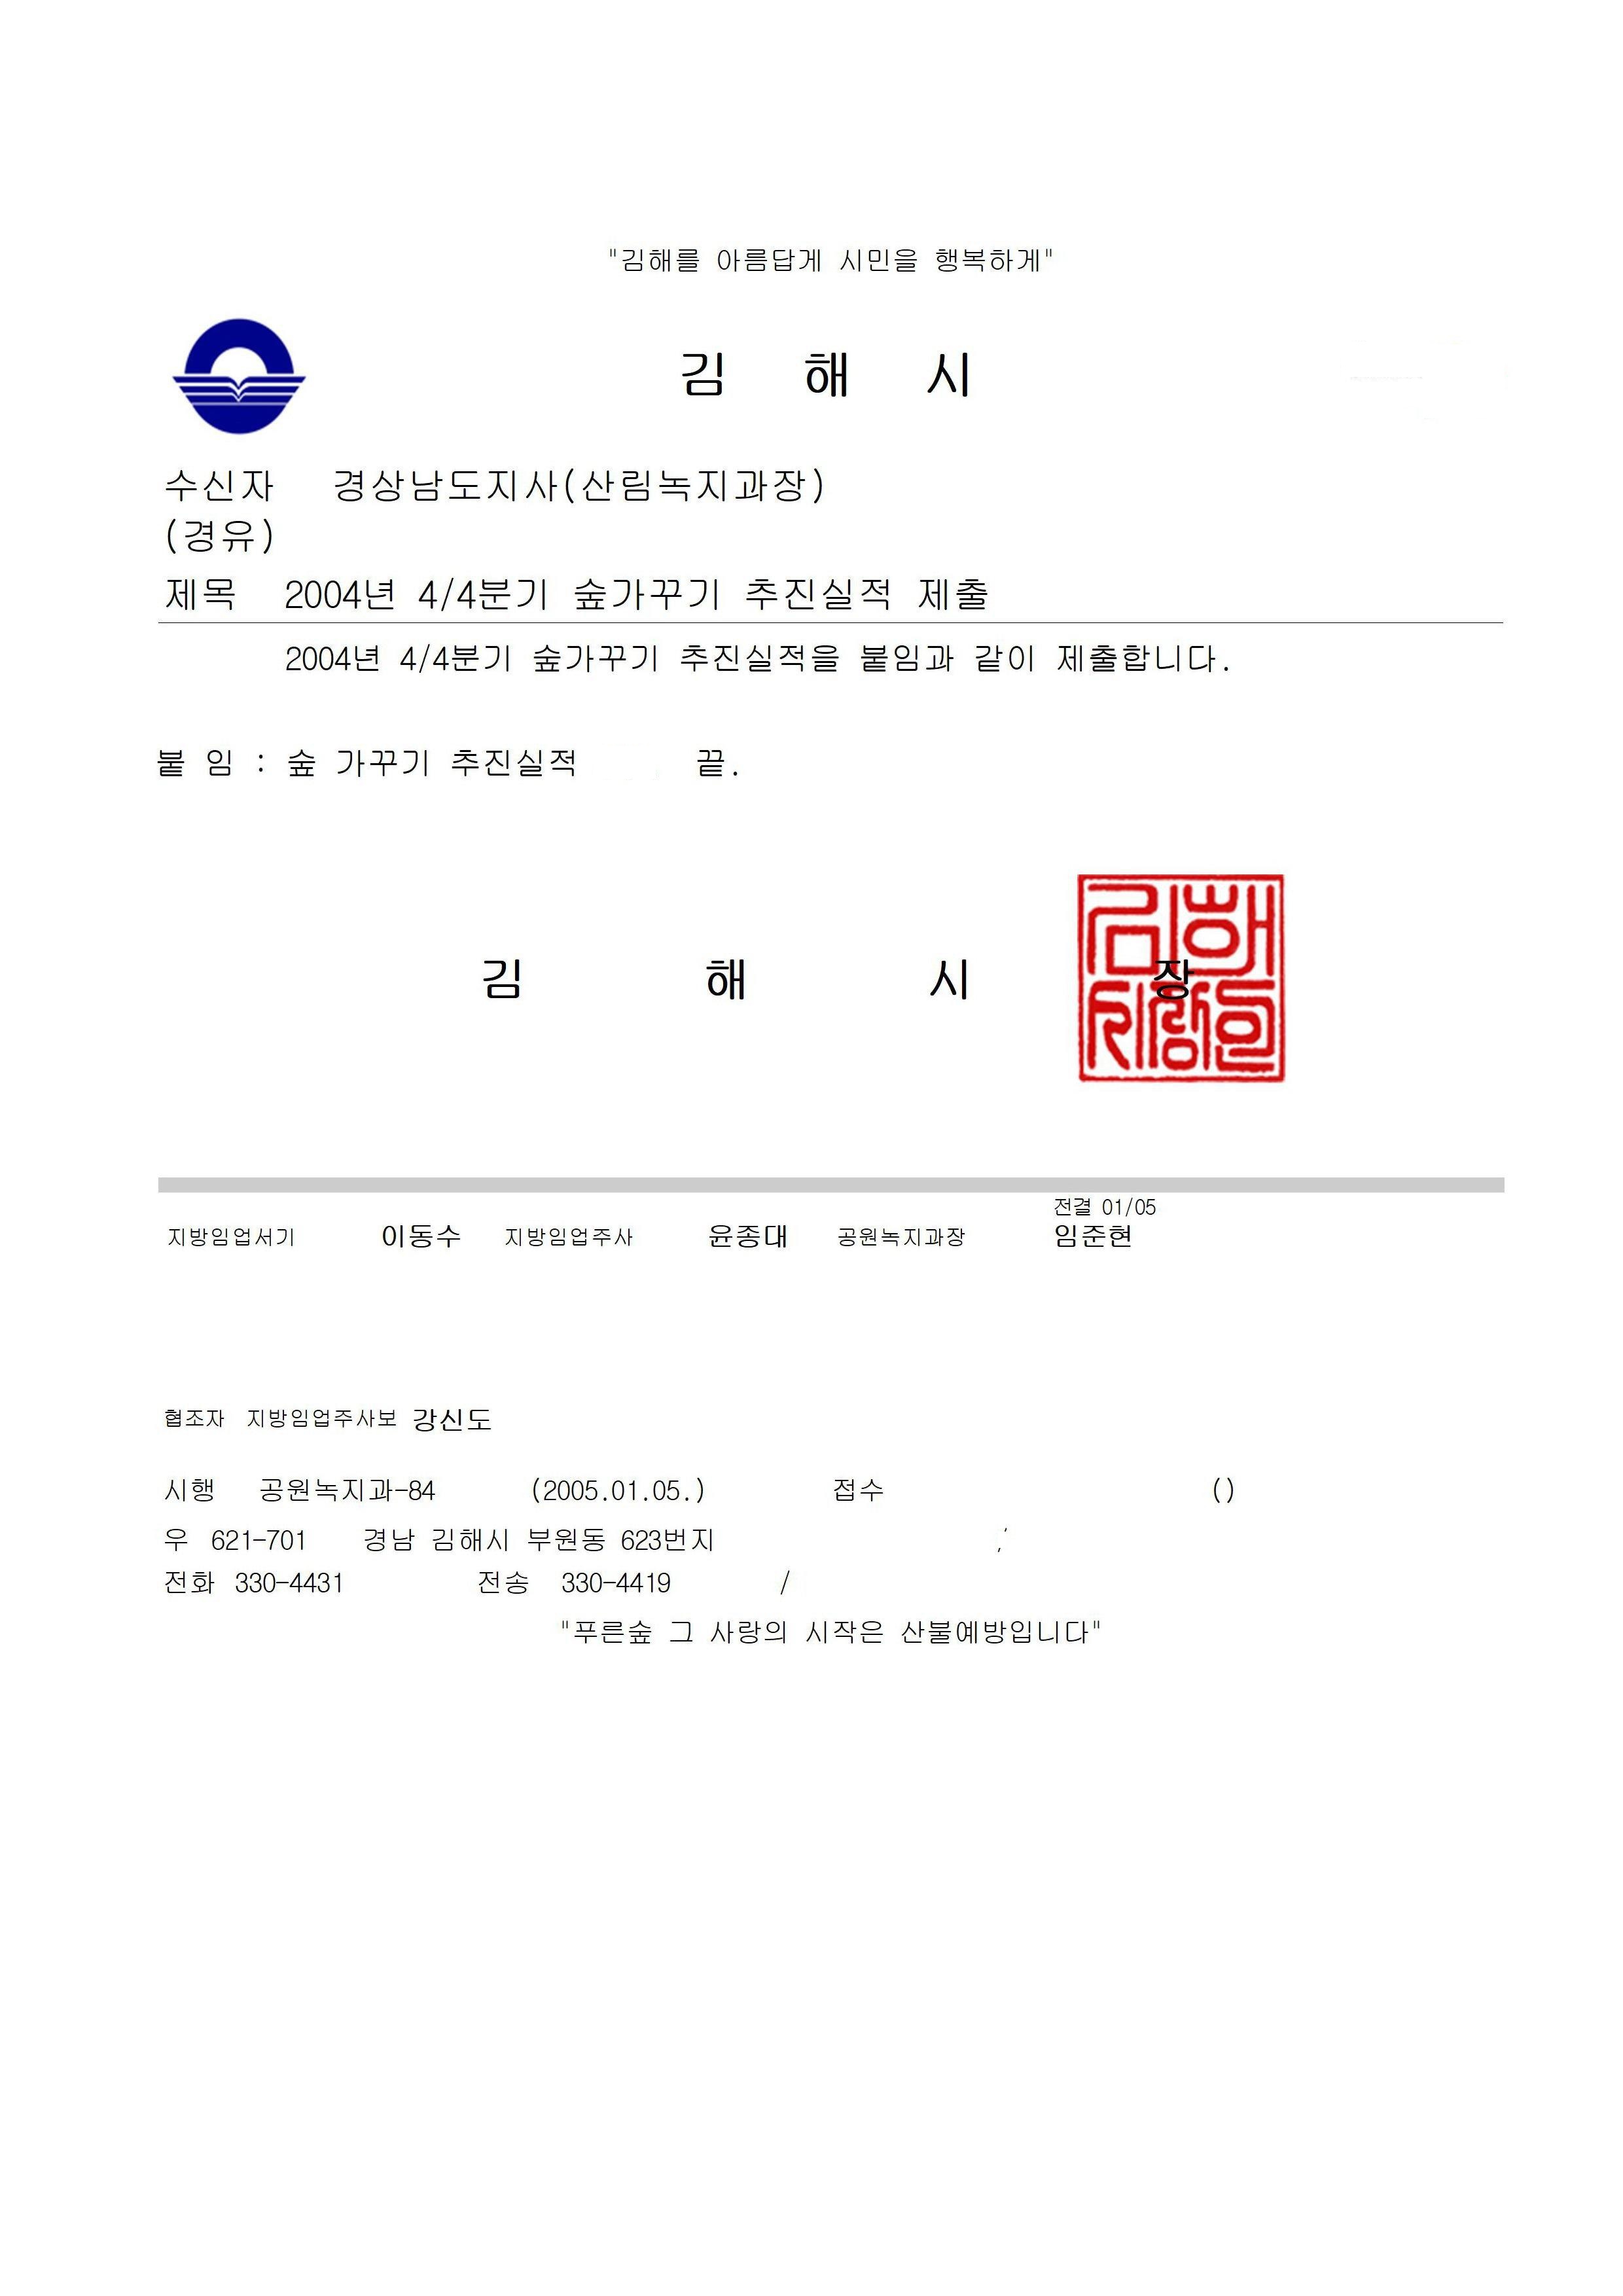 "김해를 아름답게 시민을 행복하게"
김 해 시
수신자 경상남도지사(산림녹지과장)
(경유)
제목 2004년 4/4분기 숲가꾸기 추진실적 제출
2004년 4/4분기 숲가꾸기 추진실적을 붙임과 같이 제출합니다.
붙 임 : 숲 가꾸기 추진실적 끝.
김 해 시 장
전결 01/05
지방임업서기 이동수 지방임업주사 윤종대 공원녹지과장 임준현
협조자 지방임업주사보 강신도
시행 공원녹지과-84 (2005.01.05.) 접수 ()
우 621-701 경남 김해시 부원동 623번지
전화 330-4431 전송 330-4419 /
"푸른숲 그 사랑의 시작은 산불예방입니다"